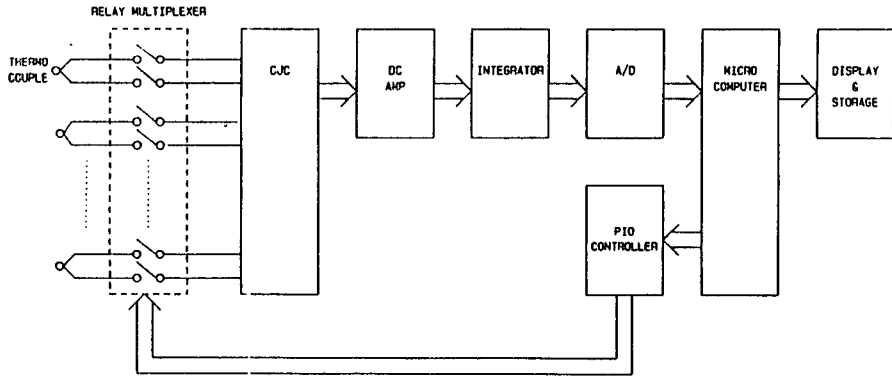 RELAY MULTIPLEXER
THERMO
COUPLE
CJC
DC
AMP
INTEGRATOR
A/D
MICRO
COMPUTER
DISPLAY
&
STORAGE
PIO
CONTROLLER